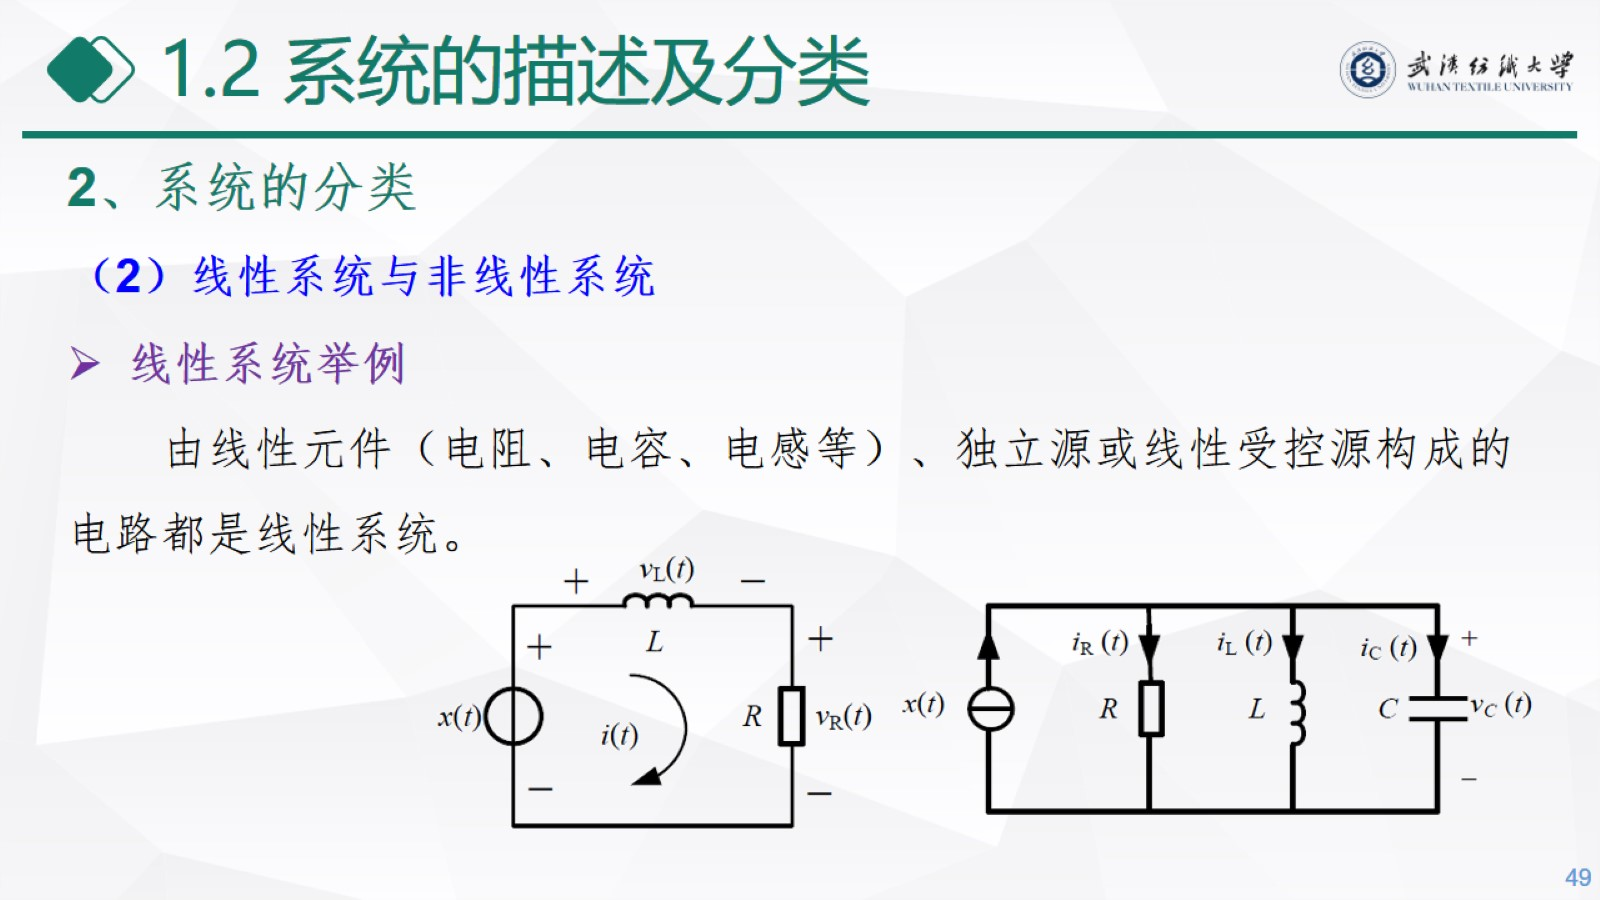 1.2 系统的描述及分类
武汉纺织大学
WUHAN TEXTILE UNIVERSITY
2、系统的分类
（2）线性系统与非线性系统
➢ 线性系统举例
由线性元件（电阻、电容、电感等）、独立源或线性受控源构成的
电路都是线性系统。
+ vL(t) −
+ L +
x(t) i(t) R vR(t)
− −
iR (t) iL (t) iC (t) +
x(t) R L C vC (t)
−
49